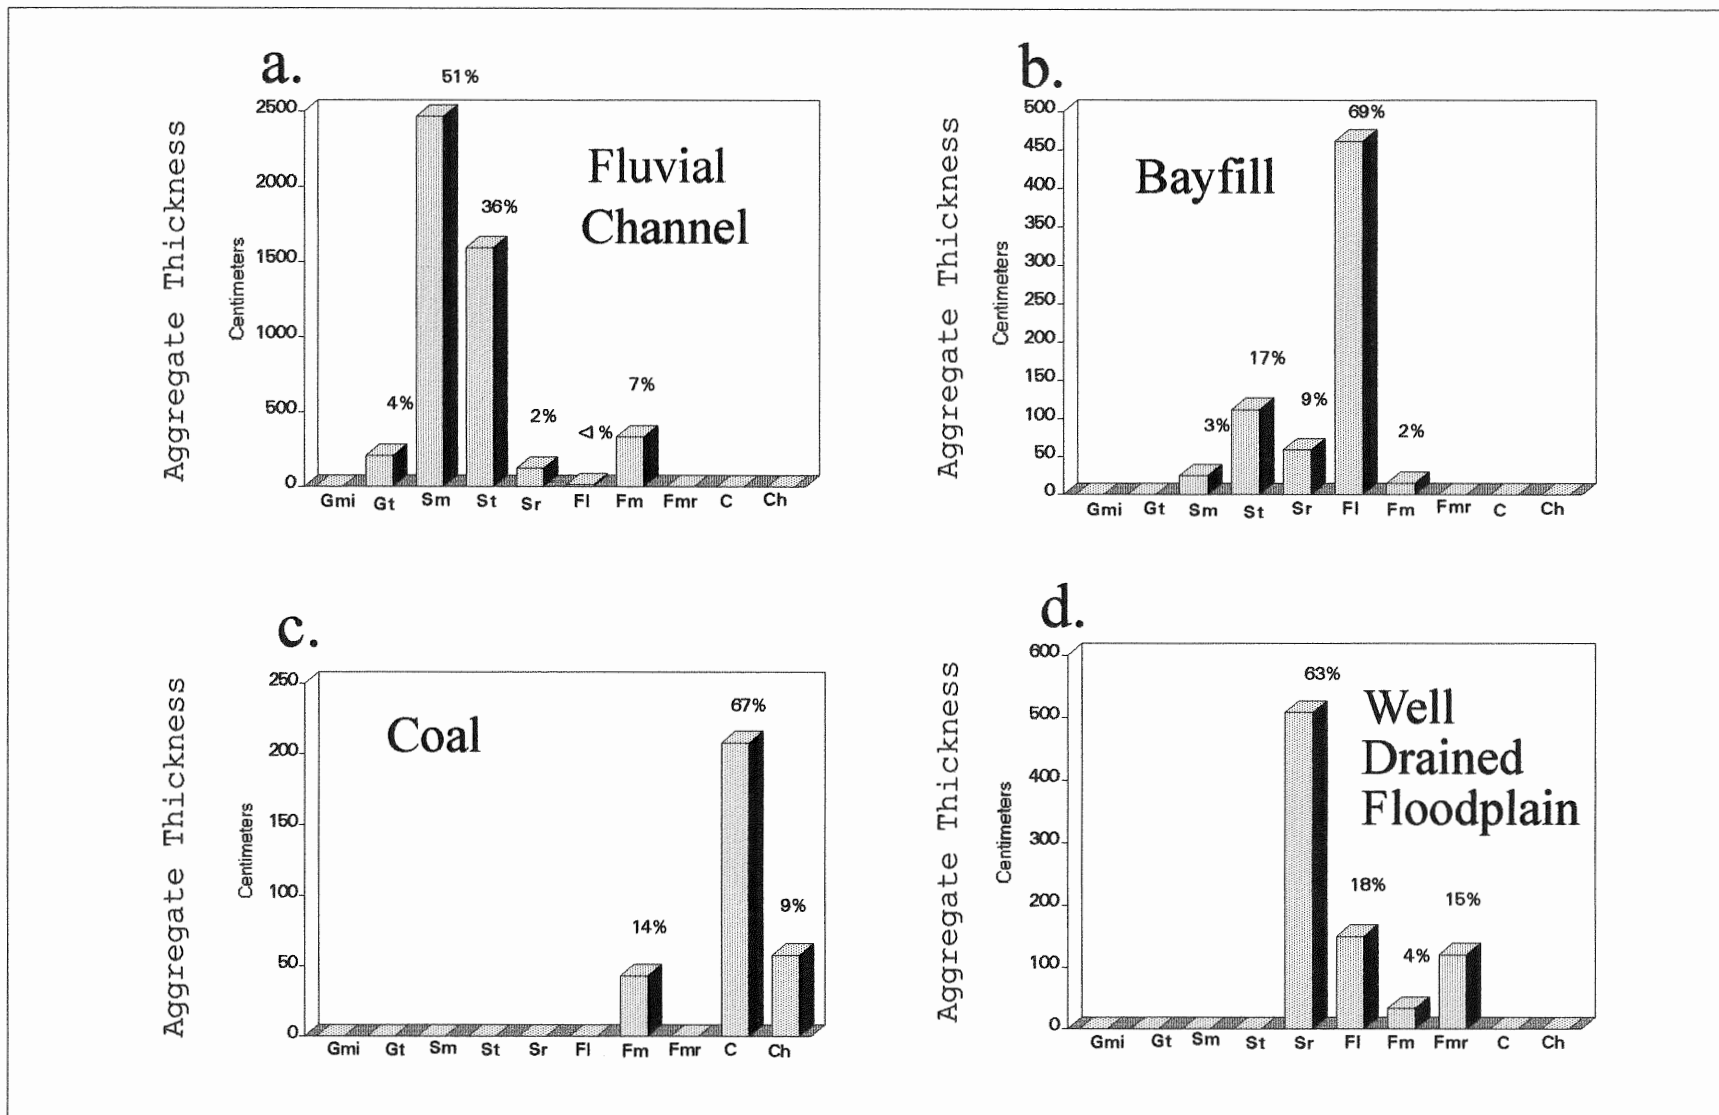 a.
51%
2500
2000
1500
1000
500
0
Aggregate Thickness
Centimeters
Fluvial
Channel
36%
4%
2%
<1%
7%
Gmi Gt Sm St Sr Fl Fm Fmr C Ch
b.
69%
500
450
400
350
300
250
200
150
100
50
0
Aggregate Thickness
Centimeters
Bayfill
17%
3%
9%
2%
Gmi Gt Sm St Sr Fl Fm Fmr C Ch
c.
250
200
150
100
50
0
Aggregate Thickness
Centimeters
Coal
67%
14%
9%
Gmi Gt Sm St Sr Fl Fm Fmr C Ch
d.
600
500
400
300
200
100
0
Aggregate Thickness
Centimeters
63%
Well
Drained
Floodplain
18%
4%
15%
Gmi Gt Sm St Sr Fl Fm Fmr C Ch